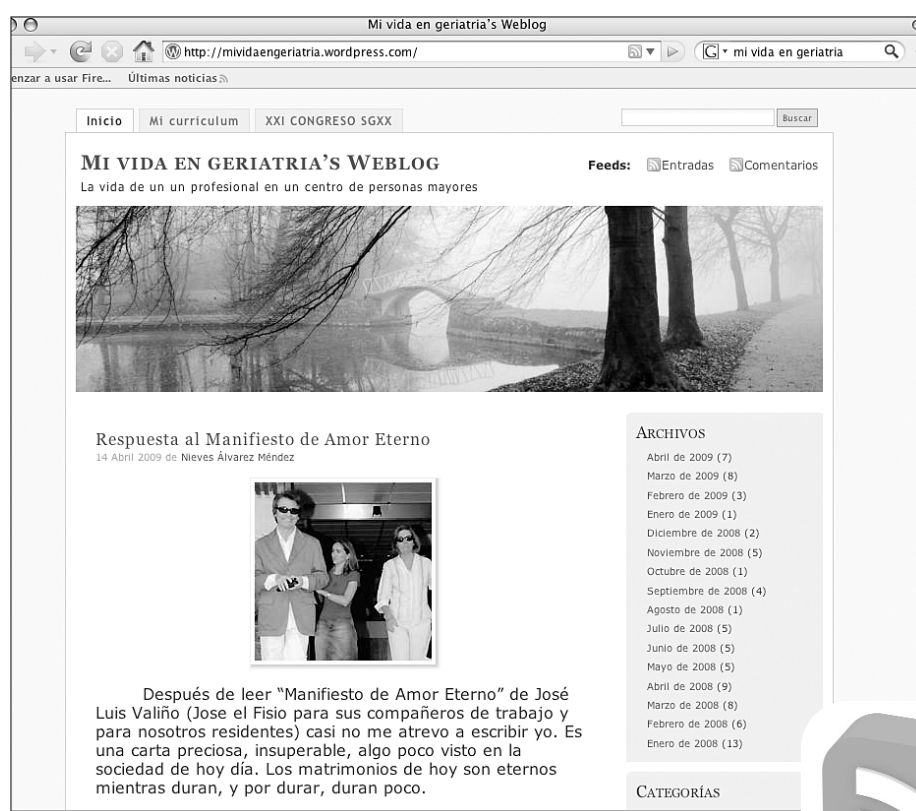 Mi vida en geriatria's Weblog
http://mividaengeriatria.wordpress.com/
G
mi vida en geriatria
enzar a usar Fire... Últimas noticias
Inicio Mi curriculum XXI CONGRESO SGXX
Buscar
MI VIDA EN GERIATRIA'S WEBLOG
Feeds: Entradas Comentarios
La vida de un un profesional en un centro de personas mayores
Respuesta al Manifiesto de Amor Eterno
14 Abril 2009 de Nieves Álvarez Méndez
Después de leer “Manifiesto de Amor Eterno” de José
Luis Valiño (Jose el Fisio para sus compañeros de trabajo y
para nosotros residentes) casi no me atrevo a escribir yo. Es
una carta preciosa, insuperable, algo poco visto en la
sociedad de hoy día. Los matrimonios de hoy son eternos
mientras duran, y por durar, duran poco.
ARCHIVOS
Abril de 2009 (7)
Marzo de 2009 (8)
Febrero de 2009 (3)
Enero de 2009 (1)
Diciembre de 2008 (2)
Noviembre de 2008 (5)
Octubre de 2008 (1)
Septiembre de 2008 (4)
Agosto de 2008 (1)
Julio de 2008 (5)
Junio de 2008 (5)
Mayo de 2008 (5)
Abril de 2008 (9)
Marzo de 2008 (8)
Febrero de 2008 (6)
Enero de 2008 (13)
CATEGORÍAS